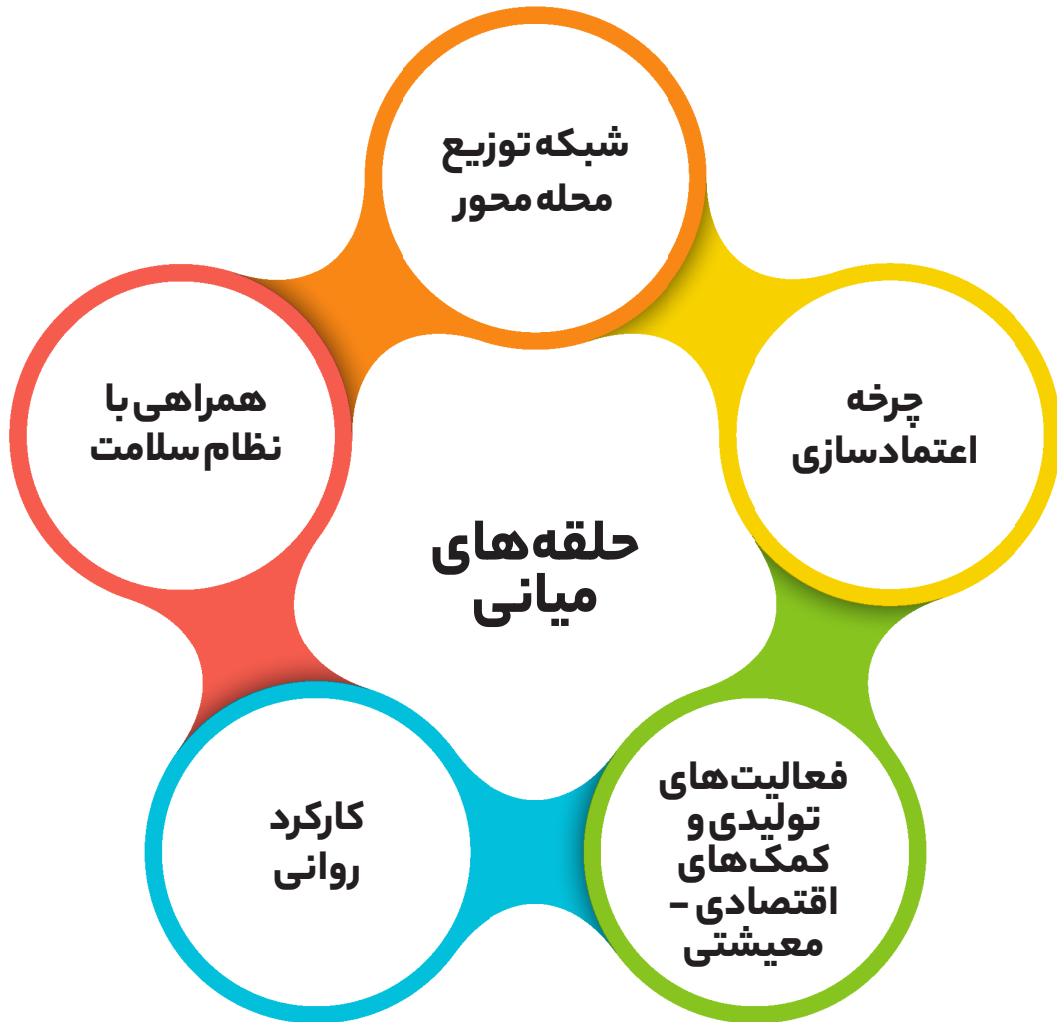 شبکه توزیع
محله محور
چرخه
اعتمادسازی
همراهی با
نظام سلامت
حلقه‌های
میانی
فعالیت‌های
تولیدی و
کمک‌های
اقتصادی -
معیشتی
کارکرد
روانی